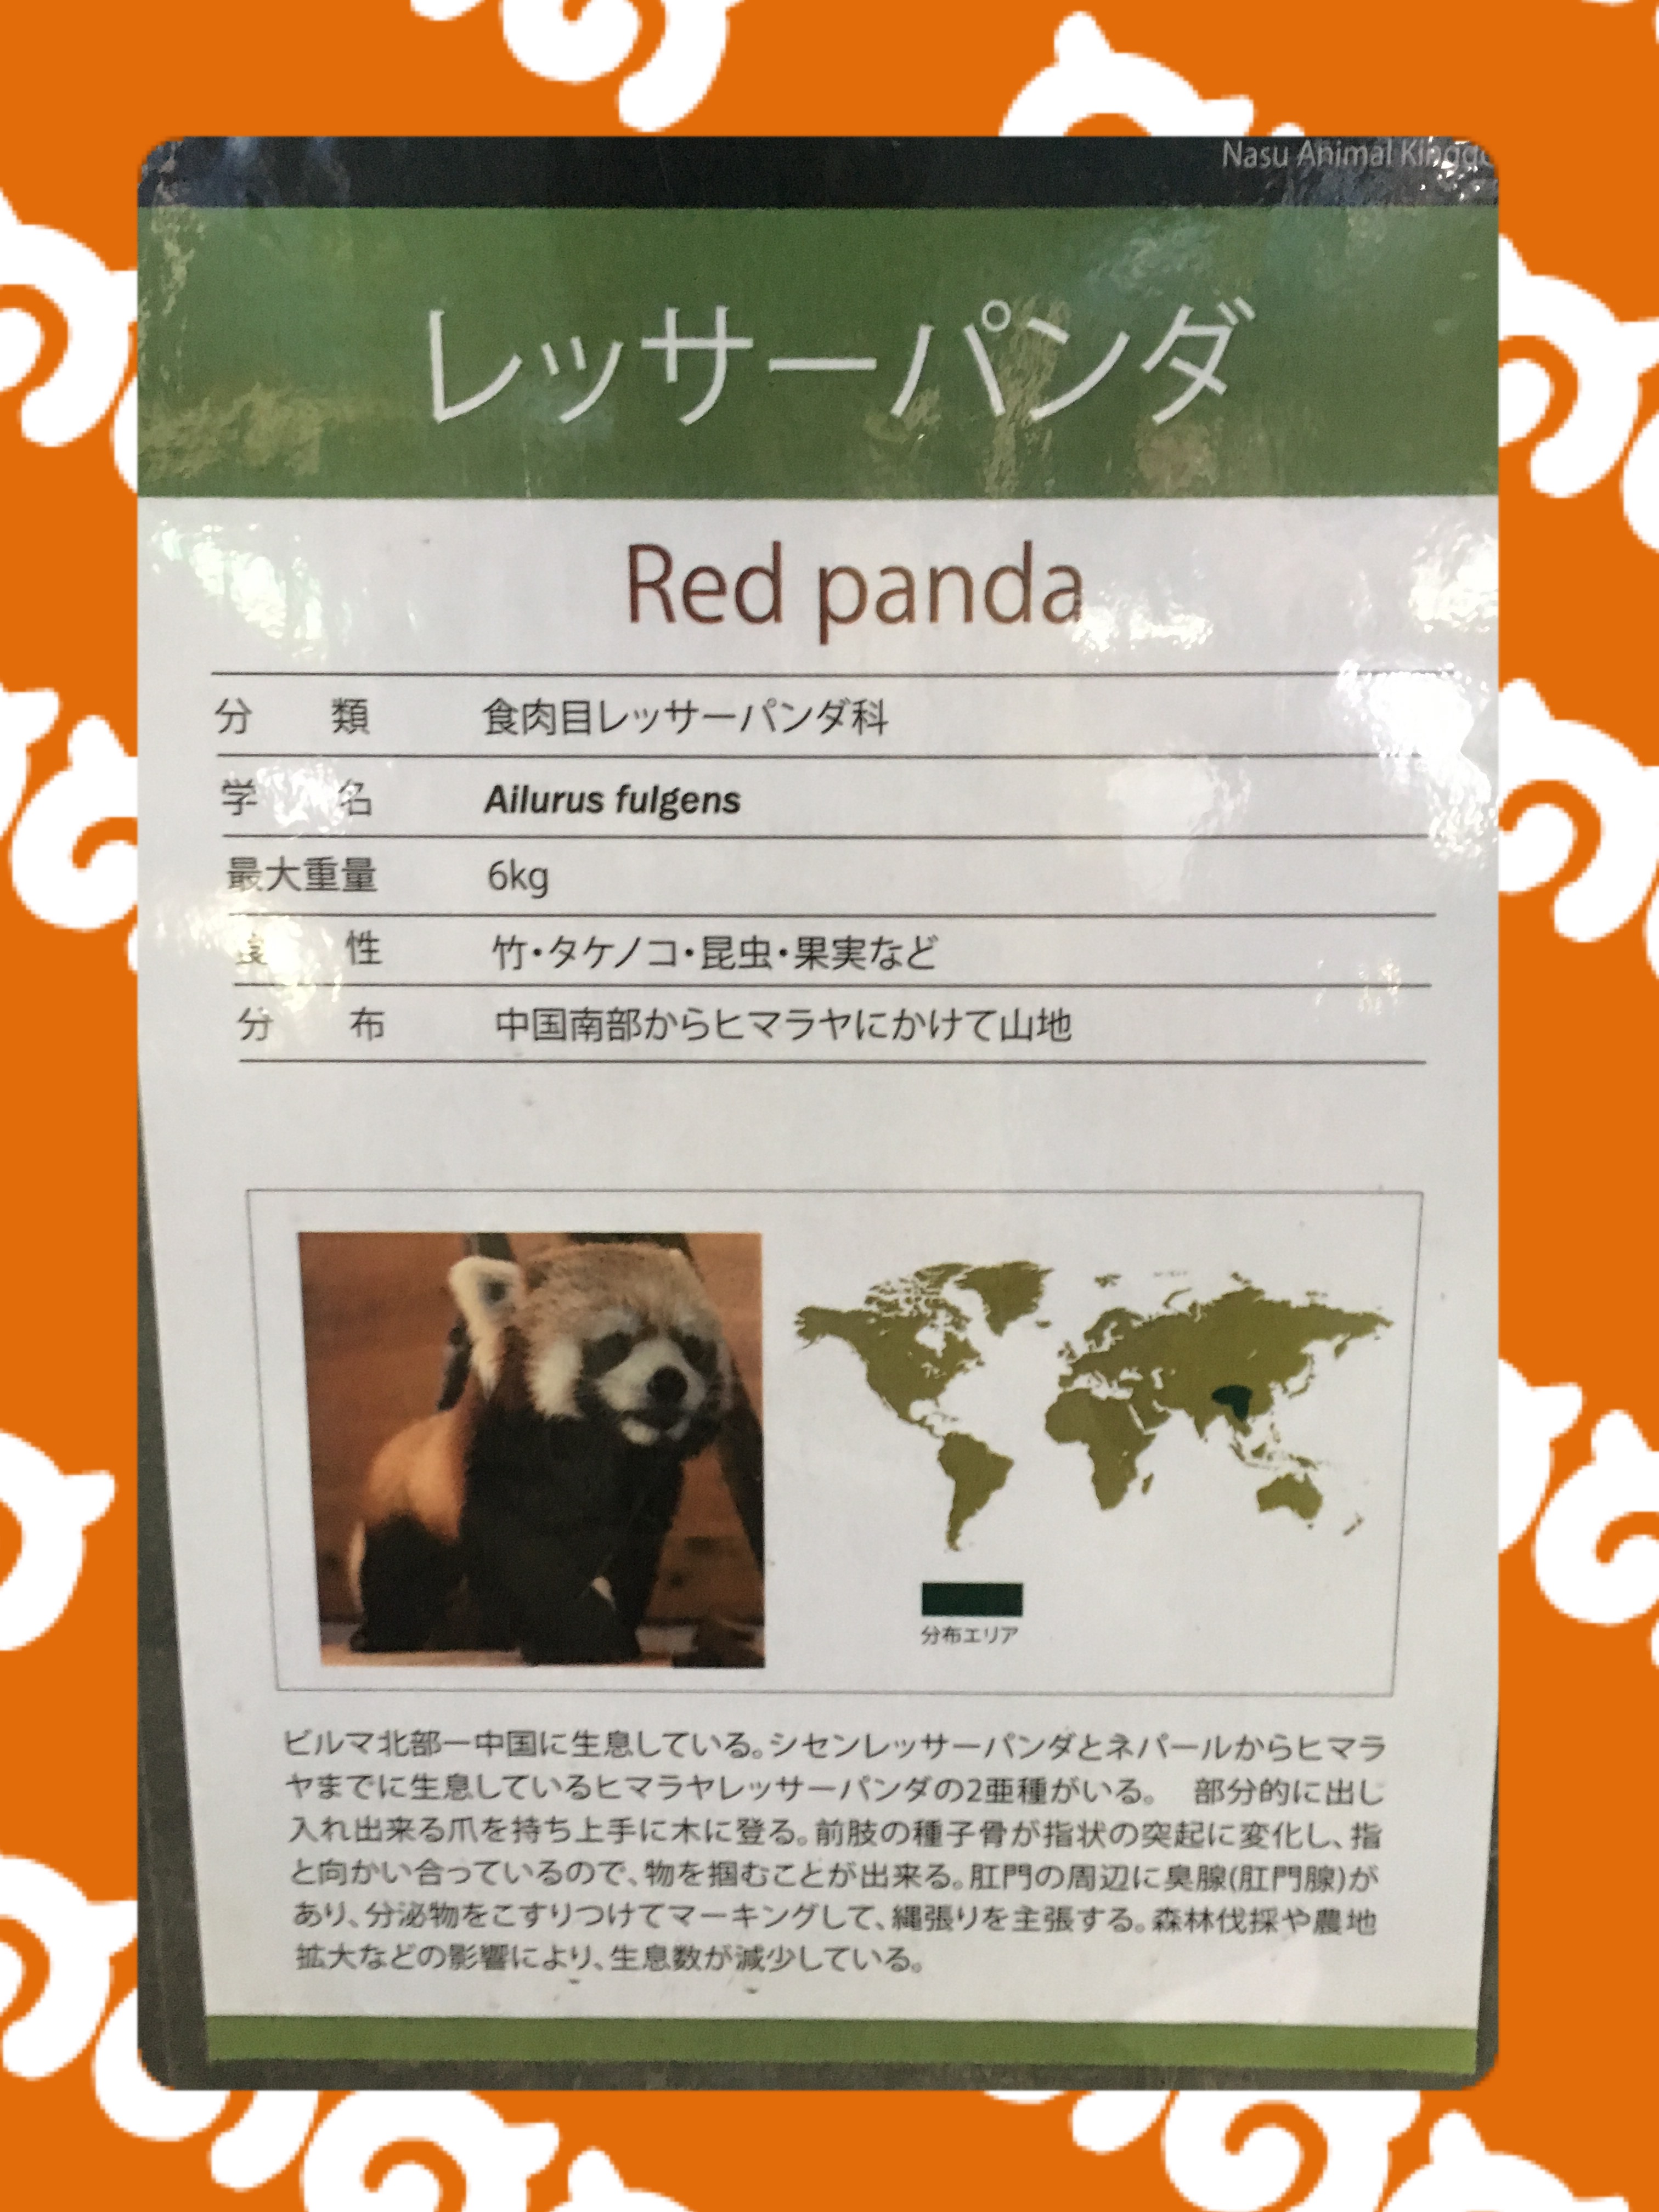 Nasu Animal
レッサーパンダ
Red panda
分　類　食肉目レッサーパンダ科
学　名　Ailurus fulgens
最大重量　6kg
性　竹・タケノコ・昆虫・果実など
分　布　中国南部からヒマラヤにかけて山地
分布エリア
ビルマ北部ー中国に生息している。シセンレッサーパンダとネパールからヒマラ
ヤまでに生息しているヒマラヤレッサーパンダの2亜種がいる。　部分的に出し
入れ出来る爪を持ち上手に木に登る。前肢の種子骨が指状の突起に変化し、指
と向かい合っているので、物を掴むことが出来る。肛門の周辺に臭腺(肛門腺)が
あり、分泌物をこすりつけてマーキングして、縄張りを主張する。森林伐採や農地
拡大などの影響により、生息数が減少している。